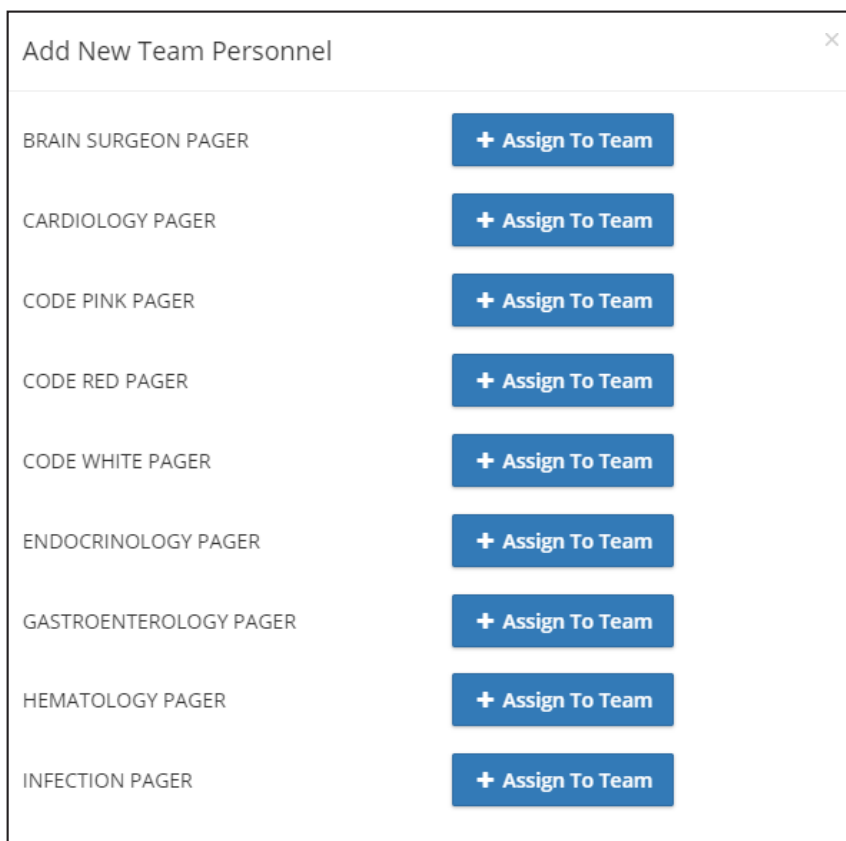 Add New Team Personnel ×
BRAIN SURGEON PAGER + Assign To Team
CARDIOLOGY PAGER + Assign To Team
CODE PINK PAGER + Assign To Team
CODE RED PAGER + Assign To Team
CODE WHITE PAGER + Assign To Team
ENDOCRINOLOGY PAGER + Assign To Team
GASTROENTEROLOGY PAGER + Assign To Team
HEMATOLOGY PAGER + Assign To Team
INFECTION PAGER + Assign To Team